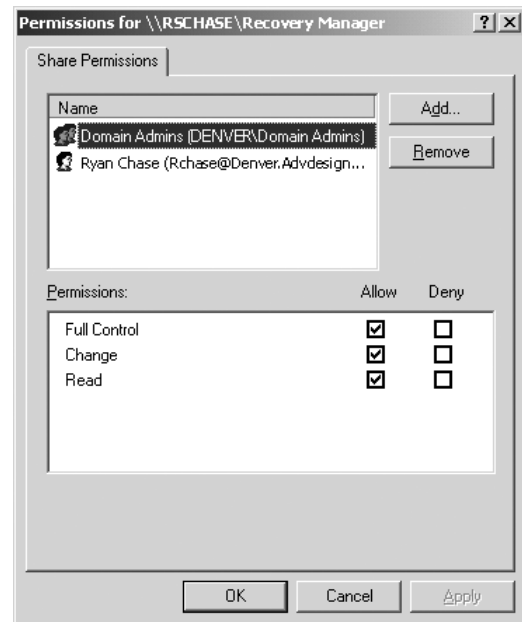 Permissions for \\RSCHASE\Recovery Manager
Share Permissions
Name
Domain Admins (DENVER\Domain Admins)
Ryan Chase (Rchase@Denver.Advdesign...
Add...
Remove
Permissions: Allow Deny
Full Control
Change
Read
OK Cancel Apply